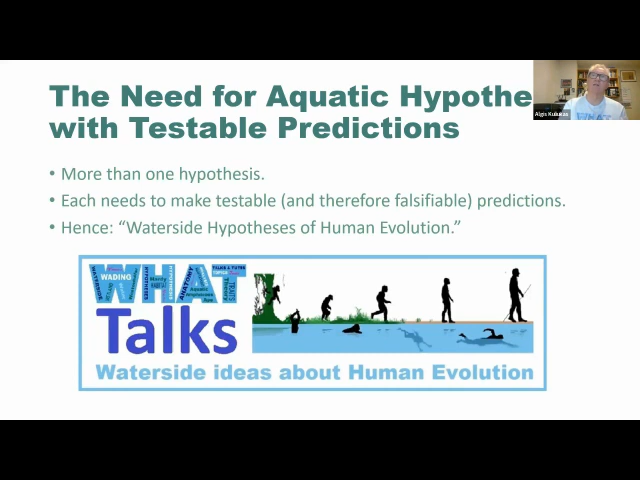 The Need for Aquatic Hypothe
with Testable Predictions
• More than one hypothesis.
• Each needs to make testable (and therefore falsifiable) predictions.
• Hence: “Waterside Hypotheses of Human Evolution.”
Algis Kuliukas
WHAT
WADING
Talks
Waterside ideas about Human Evolution